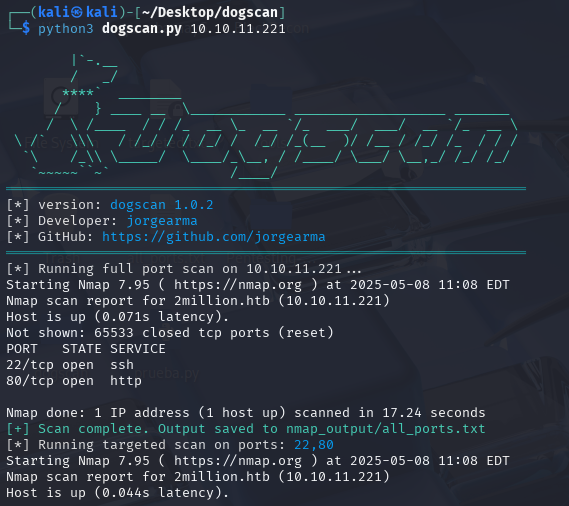 ┌──(kali㉿kali)-[~/Desktop/dogscan]
└─$ python3 dogscan.py 10.10.11.221
[*] version: dogscan 1.0.2
[*] Developer: jorgearma
[*] GitHub: https://github.com/jorgearma
[*] Running full port scan on 10.10.11.221...
Starting Nmap 7.95 ( https://nmap.org ) at 2025-05-08 11:08 EDT
Nmap scan report for 2million.htb (10.10.11.221)
Host is up (0.071s latency).
Not shown: 65533 closed tcp ports (reset)
PORT   STATE SERVICE
22/tcp open  ssh
80/tcp open  http
Nmap done: 1 IP address (1 host up) scanned in 17.24 seconds
[+] Scan complete. Output saved to nmap_output/all_ports.txt
[*] Running targeted scan on ports: 22,80
Starting Nmap 7.95 ( https://nmap.org ) at 2025-05-08 11:08 EDT
Nmap scan report for 2million.htb (10.10.11.221)
Host is up (0.044s latency).